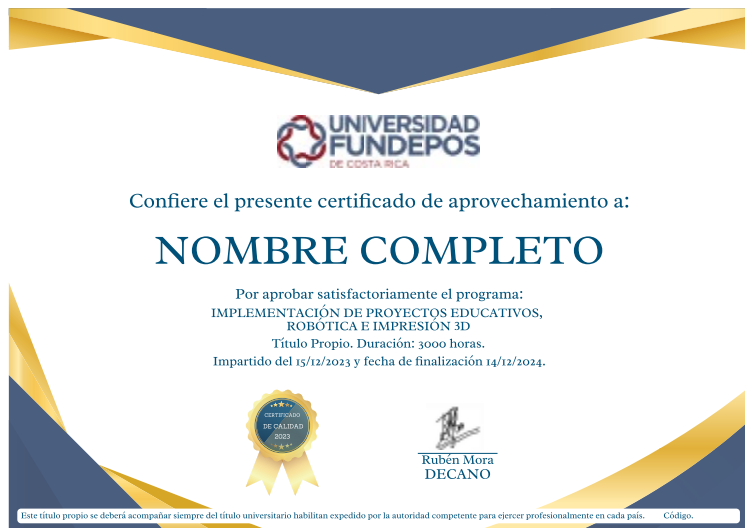 UNIVERSIDAD
FUNDEPOS
DE COSTA RICA
Confiere el presente certificado de aprovechamiento a:
NOMBRE COMPLETO
Por aprobar satisfactoriamente el programa:
IMPLEMENTACIÓN DE PROYECTOS EDUCATIVOS,
ROBÓTICA E IMPRESIÓN 3D
Título Propio. Duración: 3000 horas.
Impartido del 15/12/2023 y fecha de finalización 14/12/2024.
CERTIFICADO
DE CALIDAD
2023
Rubén Mora
DECANO
Este título propio se deberá acompañar siempre del título universitario habilitan expedido por la autoridad competente para ejercer profesionalmente en cada país. Código.